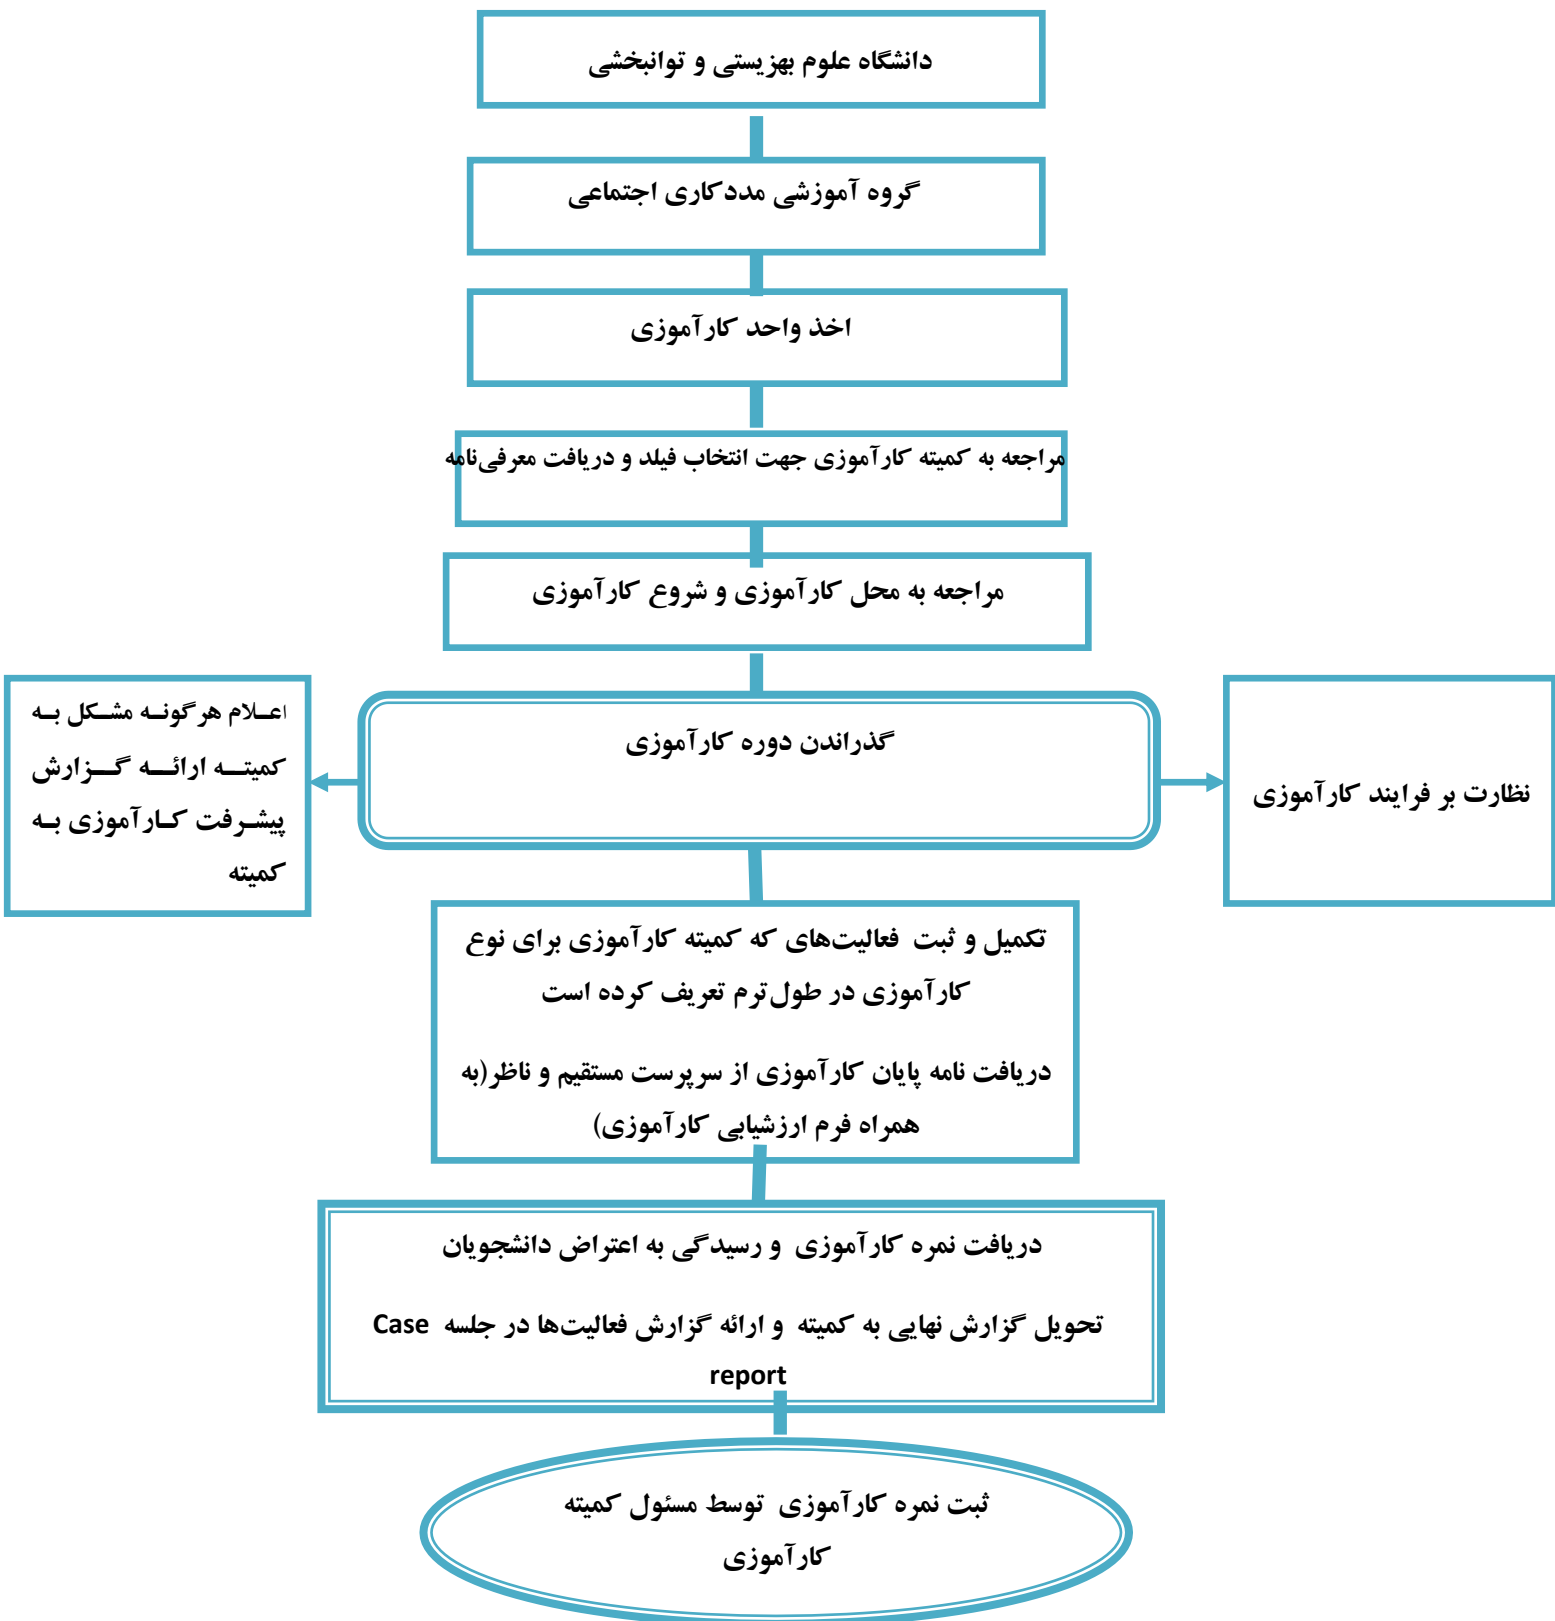 دانشگاه علوم بهزیستی و توانبخشی
گروه آموزشی مددکاری اجتماعی
اخذ واحد کارآموزی
مراجعه به کمیته کارآموزی جهت انتخاب فیلد و دریافت معرفی‌نامه
مراجعه به محل کارآموزی و شروع کارآموزی
گذراندن دوره کارآموزی
نظارت بر فرایند کارآموزی
اعلام هرگونه مشکل به
کمیته ارائه گزارش
پیشرفت کارآموزی به
کمیته
تکمیل و ثبت فعالیت‌های که کمیته کارآموزی برای نوع
کارآموزی در طول‌ترم تعریف کرده است
دریافت نامه پایان کارآموزی از سرپرست مستقیم و ناظر(به
همراه فرم ارزشیابی کارآموزی)
دریافت نمره کارآموزی و رسیدگی به اعتراض دانشجویان
تحویل گزارش نهایی به کمیته و ارائه گزارش فعالیت‌ها در جلسه Case
report
ثبت نمره کارآموزی توسط مسئول کمیته
کارآموزی